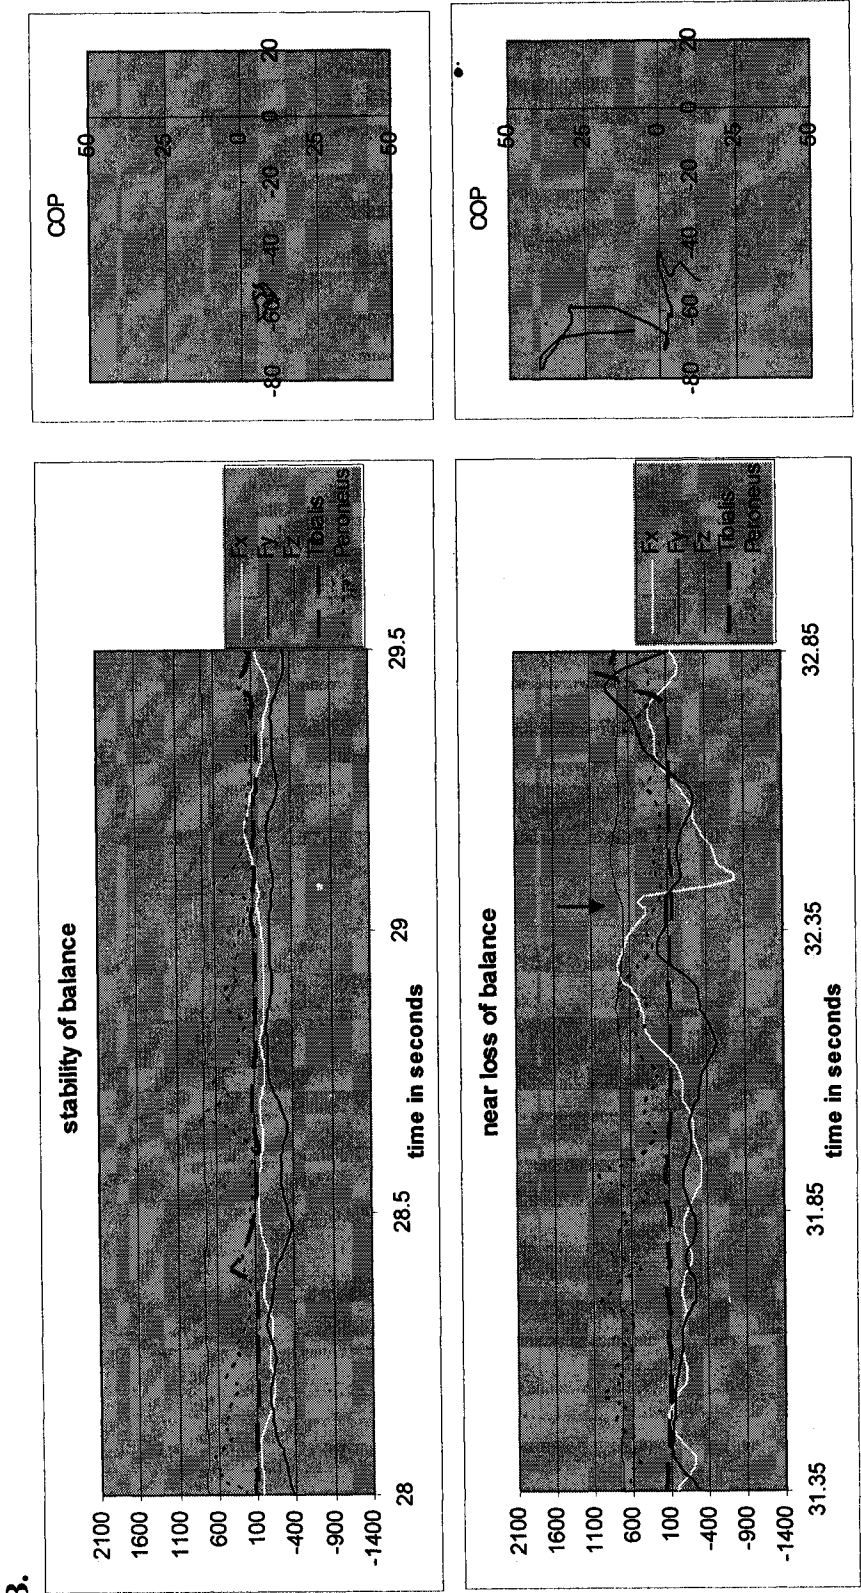 3.
stability of balance
2100
1600
1100
600
100
-400
-900
-1400
28
28.5
29
29.5
time in seconds
Fx
Fy
Fz
Tibialis
Peroneus
COP
50
25
0
25
50
-80
-60
-40
-20
0
20
near loss of balance
2100
1600
1100
600
100
-400
-900
-1400
31.35
31.85
32.35
32.85
time in seconds
Fx
Fy
Fz
Tibialis
Peroneus
COP
50
25
0
25
50
-80
-60
-40
-20
0
20